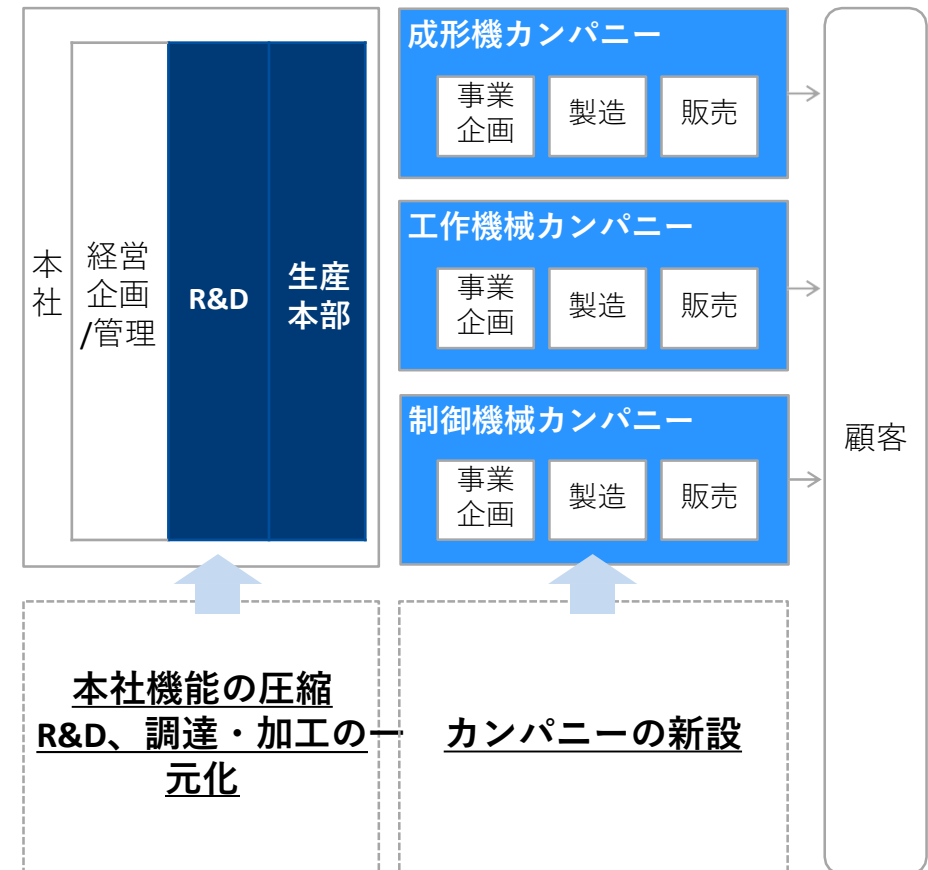 本
社
経営
企画
/管理
R&D
生産
本部
成形機カンパニー
事業
企画
製造
販売
工作機械カンパニー
事業
企画
製造
販売
制御機械カンパニー
事業
企画
製造
販売
顧客
本社機能の圧縮
R&D、調達・加工の一
元化
カンパニーの新設